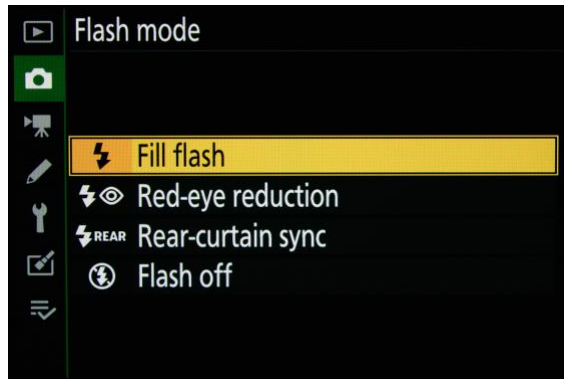 Flash mode
Fill flash
Red-eye reduction
REAR Rear-curtain sync
Flash off